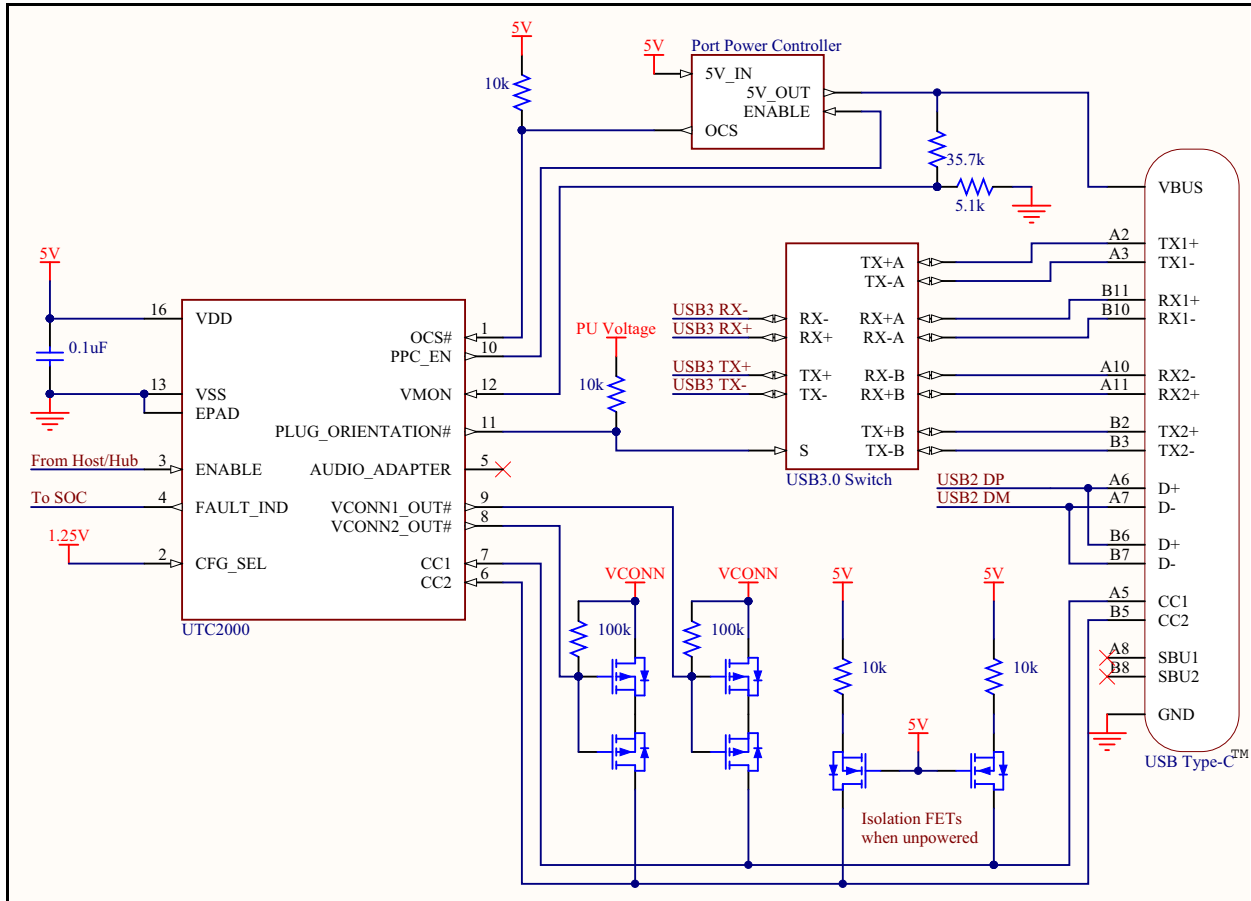 5V
10k
5V
Port Power Controller
5V_IN
5V_OUT
ENABLE
OCS
35.7k
5.1k
VBUS
5V
0.1uF
16
VDD
13
VSS
EPAD
From Host/Hub
3
ENABLE
To SOC
4
FAULT_IND
1.25V
2
CFG_SEL
OCS#
1
PPC_EN
10
VMON
12
PLUG_ORIENTATION#
11
AUDIO_ADAPTER
5
VCONN1_OUT#
9
VCONN2_OUT#
8
CC1
7
CC2
6
UTC2000
PU Voltage
10k
USB3 RX-
USB3 RX+
USB3 TX+
USB3 TX-
RX-
RX+
TX+
TX-
S
TX+A
TX-A
RX+A
RX-A
RX-B
RX+B
TX+B
TX-B
USB3.0 Switch
A2
TX1+
A3
TX1-
B11
RX1+
B10
RX1-
A10
RX2-
A11
RX2+
B2
TX2+
B3
TX2-
USB2 DP
A6
D+
USB2 DM
A7
D-
B6
D+
B7
D-
A5
CC1
B5
CC2
A8
SBU1
B8
SBU2
GND
USB Type-C™
VCONN
100k
VCONN
100k
5V
10k
5V
10k
5V
Isolation FETs
when unpowered